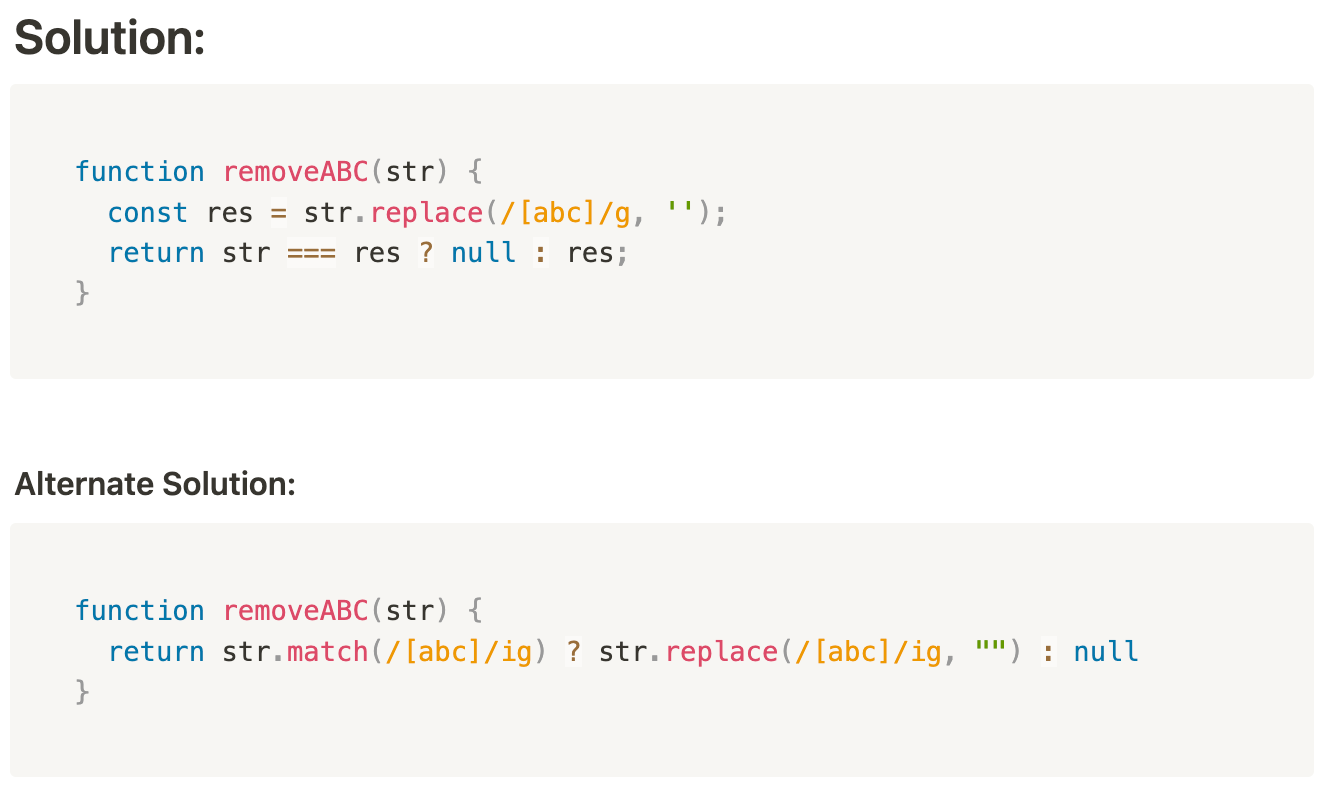 Solution:
function removeABC(str) {
  const res = str.replace(/[abc]/g, '');
  return str === res ? null : res;
}
Alternate Solution:
function removeABC(str) {
  return str.match(/[abc]/ig) ? str.replace(/[abc]/ig, "") : null
}